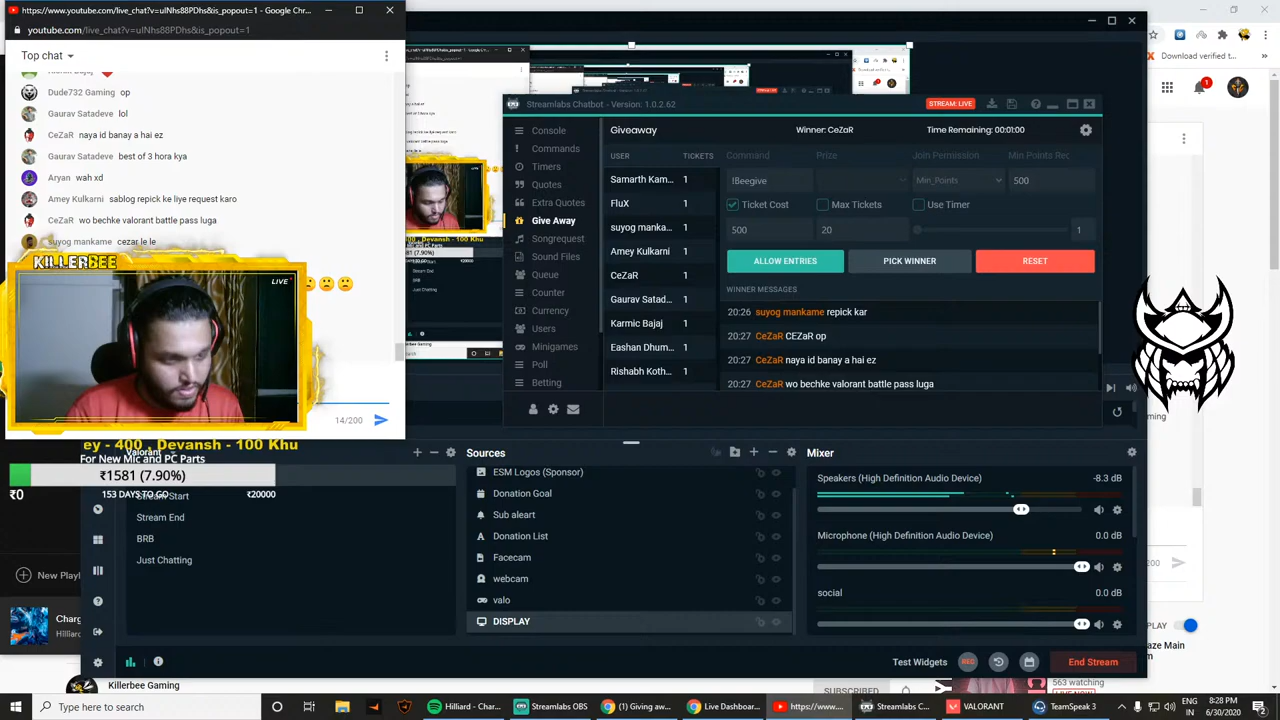 https://www.youtube.com/live_chat?v=uINhs88PDhs&is_popout=1 - Google Chr...
youtube.com/live_chat?v=uINhs88PDhs&is_popout=1
Top chat
Dude732 Gaming op
Gaurav Satadeve lol
CeZaR naya id banay a hai ez
Gaurav Satadeve best of 3 hora kya
Aryan wah xd
Amey Kulkarni sablog repick ke liye request karo
CeZaR wo bechke valorant battle pass luga
suyog mankame cezar le le
KILLERBEE
LIVE
14/200
ey - 400 , Devansh - 100 Khu
For New Mic and PC Parts
₹1581 (7.90%)
₹0
153 DAYS TO GO
₹20000
Valorant
Stream Start
Stream End
BRB
Just Chatting
Streamlabs Chatbot - Version: 1.0.2.62
STREAM: LIVE
Console
Commands
Timers
Quotes
Extra Quotes
Give Away
Songrequest
Sound Files
Queue
Counter
Currency
Users
Minigames
Poll
Betting
Giveaway
Winner: CeZaR
Time Remaining: 00:01:00
USER TICKETS
Samarth Kam... 1
FluX 1
suyog manka... 1
Amey Kulkarni 1
CeZaR 1
Gaurav Satad... 1
Karmic Bajaj 1
Eashan Dhum... 1
Rishabh Koth... 1
Command Prize Join Permission Min Points Rec
!Beegive Min_Points 500
Ticket Cost Max Tickets Use Timer
500 20 1
ALLOW ENTRIES PICK WINNER RESET
WINNER MESSAGES
20:26 suyog mankame repick kar
20:27 CeZaR CEZaR op
20:27 CeZaR naya id banay a hai ez
20:27 CeZaR wo bechke valorant battle pass luga
Sources
ESM Logos (Sponsor)
Donation Goal
Sub aleart
Donation List
Facecam
webcam
valo
DISPLAY
Mixer
Speakers (High Definition Audio Device) -8.3 dB
Microphone (High Definition Audio Device) 0.0 dB
social 0.0 dB
Test Widgets
REC
End Stream
Download verified t
1
New Play
Charg
Hilliard
Killerbee Gaming
563 watching
SUBSCRIBED
Type here to search
Hilliard - Char...
Streamlabs OBS
(1) Giving aw...
Live Dashboar...
https://www....
Streamlabs C...
VALORANT
TeamSpeak 3
ENG
IN
8:28 PM
6/30/2020